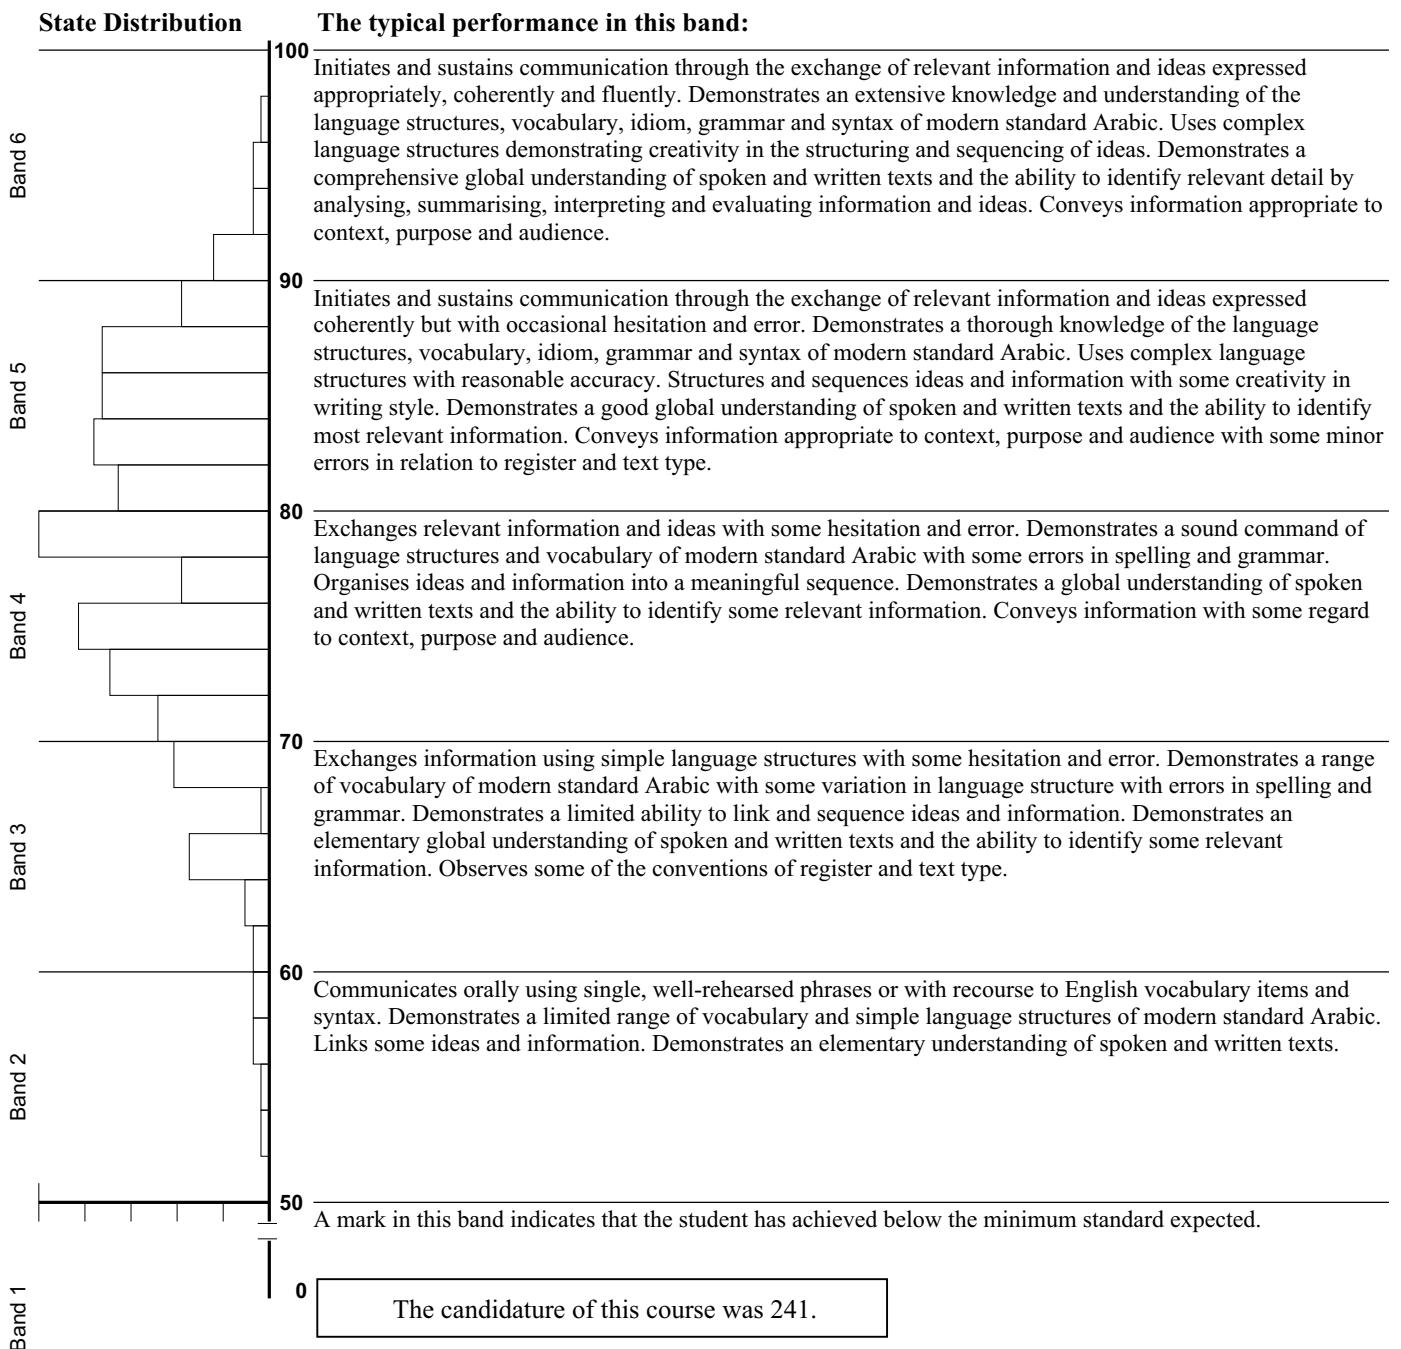 State Distribution
The typical performance in this band:
100
Initiates and sustains communication through the exchange of relevant information and ideas expressed
appropriately, coherently and fluently. Demonstrates an extensive knowledge and understanding of the
language structures, vocabulary, idiom, grammar and syntax of modern standard Arabic. Uses complex
language structures demonstrating creativity in the structuring and sequencing of ideas. Demonstrates a
comprehensive global understanding of spoken and written texts and the ability to identify relevant detail by
analysing, summarising, interpreting and evaluating information and ideas. Conveys information appropriate to
context, purpose and audience.
Band 6
90
Initiates and sustains communication through the exchange of relevant information and ideas expressed
coherently but with occasional hesitation and error. Demonstrates a thorough knowledge of the language
structures, vocabulary, idiom, grammar and syntax of modern standard Arabic. Uses complex language
structures with reasonable accuracy. Structures and sequences ideas and information with some creativity in
writing style. Demonstrates a good global understanding of spoken and written texts and the ability to identify
most relevant information. Conveys information appropriate to context, purpose and audience with some minor
errors in relation to register and text type.
Band 5
80
Exchanges relevant information and ideas with some hesitation and error. Demonstrates a sound command of
language structures and vocabulary of modern standard Arabic with some errors in spelling and grammar.
Organises ideas and information into a meaningful sequence. Demonstrates a global understanding of spoken
and written texts and the ability to identify some relevant information. Conveys information with some regard
to context, purpose and audience.
Band 4
70
Exchanges information using simple language structures with some hesitation and error. Demonstrates a range
of vocabulary of modern standard Arabic with some variation in language structure with errors in spelling and
grammar. Demonstrates a limited ability to link and sequence ideas and information. Demonstrates an
elementary global understanding of spoken and written texts and the ability to identify some relevant
information. Observes some of the conventions of register and text type.
Band 3
60
Communicates orally using single, well-rehearsed phrases or with recourse to English vocabulary items and
syntax. Demonstrates a limited range of vocabulary and simple language structures of modern standard Arabic.
Links some ideas and information. Demonstrates an elementary understanding of spoken and written texts.
Band 2
50
A mark in this band indicates that the student has achieved below the minimum standard expected.
0
Band 1
The candidature of this course was 241.